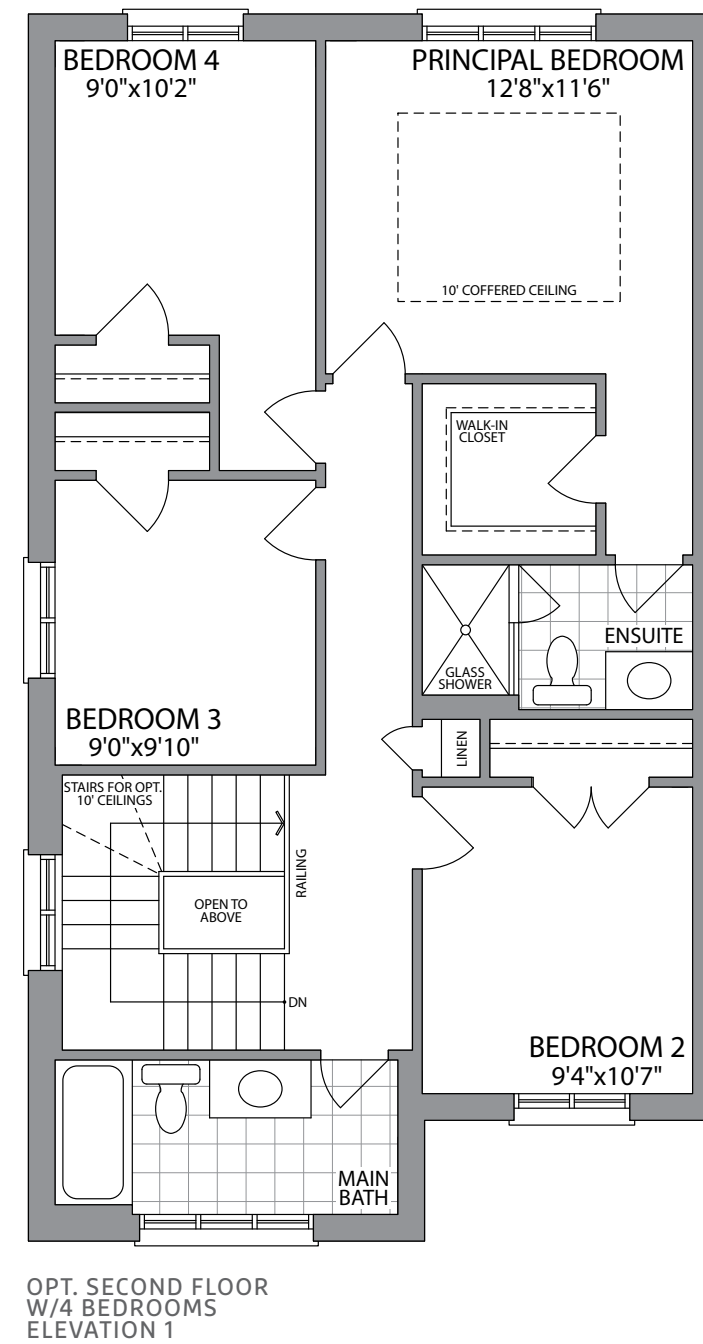 BEDROOM 4
9'0"x10'2"
PRINCIPAL BEDROOM
12'8"x11'6"
10' COFFERED CEILING
WALK-IN
CLOSET
ENSUITE
GLASS
SHOWER
BEDROOM 3
9'0"x9'10"
LINEN
STAIRS FOR OPT.
10' CEILINGS
RAILING
OPEN TO
ABOVE
DN
BEDROOM 2
9'4"x10'7"
MAIN
BATH
OPT. SECOND FLOOR
W/4 BEDROOMS
ELEVATION 1